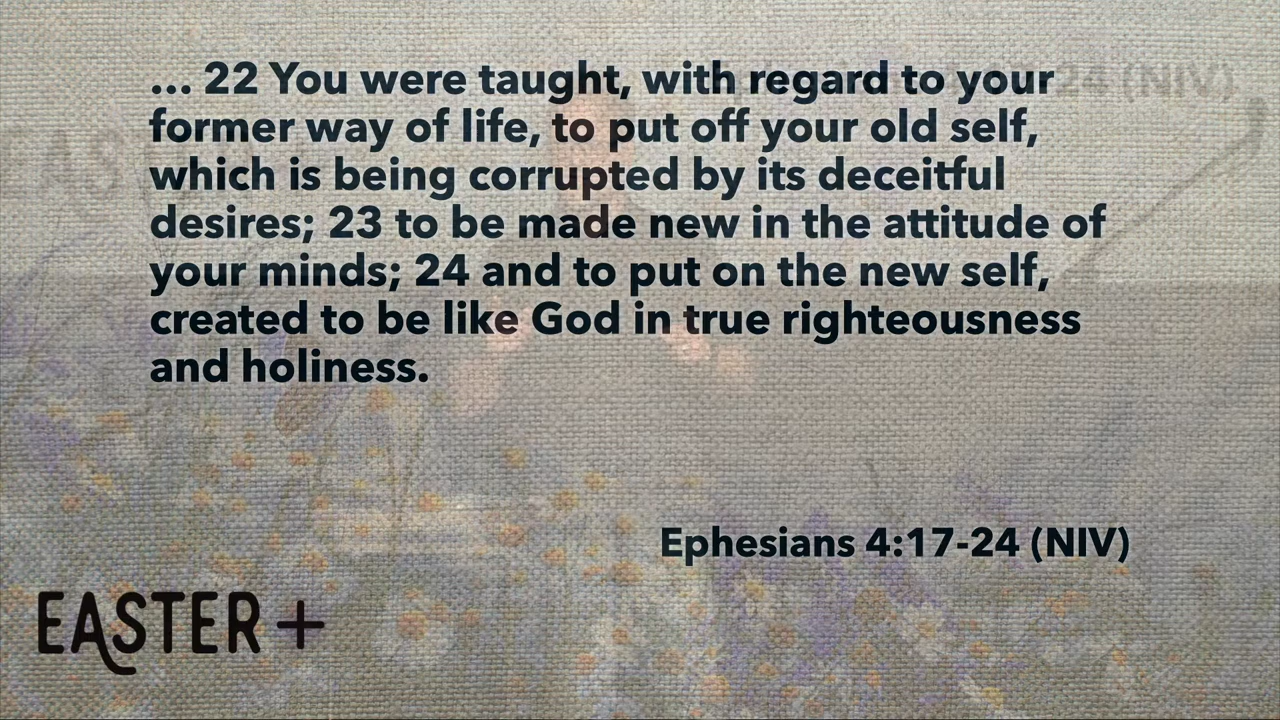 ... 22 You were taught, with regard to your
former way of life, to put off your old self,
which is being corrupted by its deceitful
desires; 23 to be made new in the attitude of
your minds; 24 and to put on the new self,
created to be like God in true righteousness
and holiness.
Ephesians 4:17-24 (NIV)
EASTER +
24 (NIV)